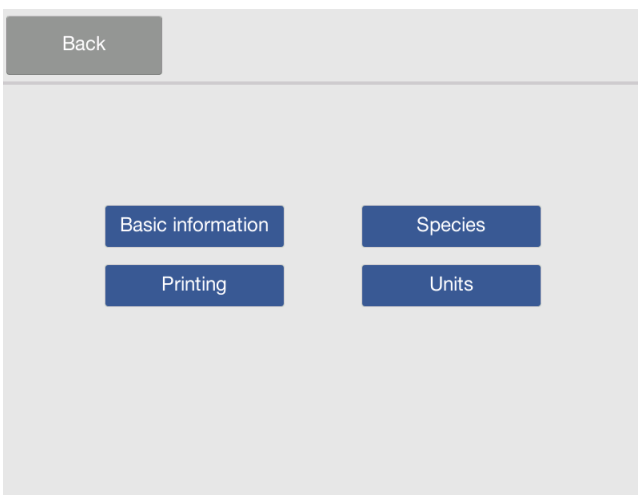 Back
Basic information
Species
Printing
Units